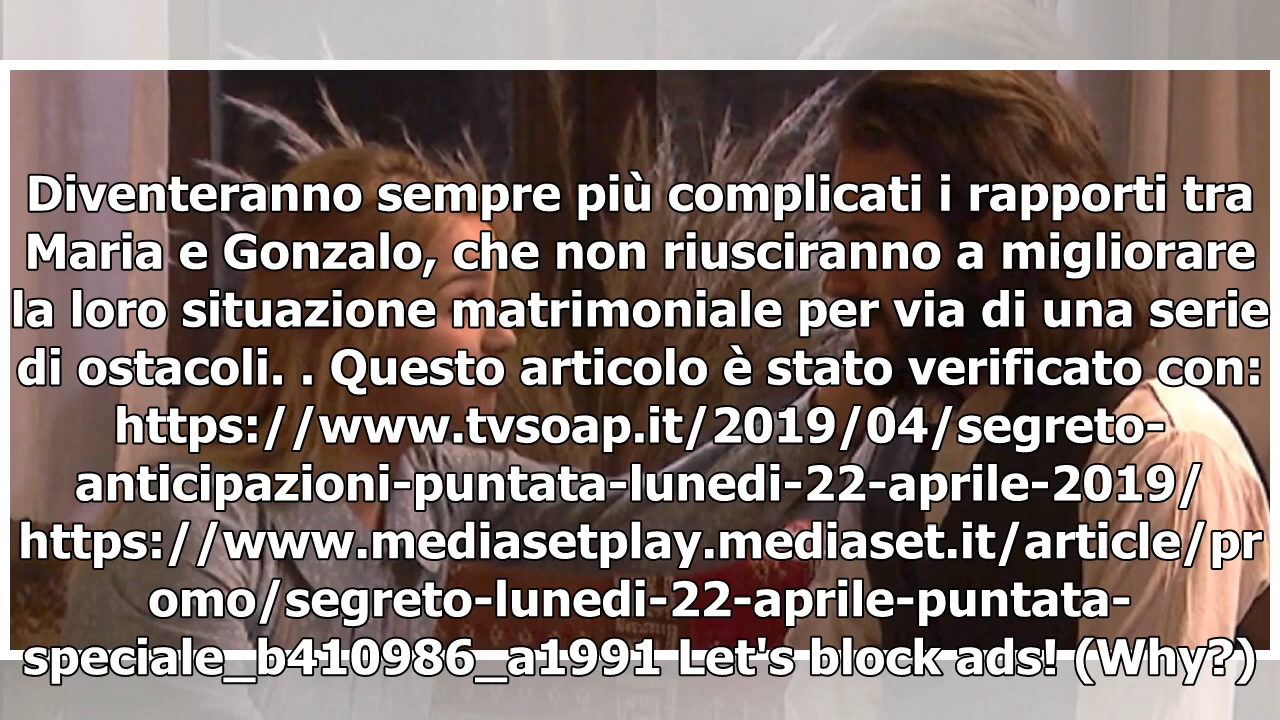 Diventeranno sempre più complicati i rapporti tra
Maria e Gonzalo, che non riusciranno a migliorare
la loro situazione matrimoniale per via di una serie
di ostacoli. . Questo articolo è stato verificato con:
https://www.tvsoap.it/2019/04/segreto-
anticipazioni-puntata-lunedi-22-aprile-2019/
https://www.mediasetplay.mediaset.it/article/pr
omo/segreto-lunedi-22-aprile-puntata-
speciale_b410986_a1991 Let's block ads! (Why?)